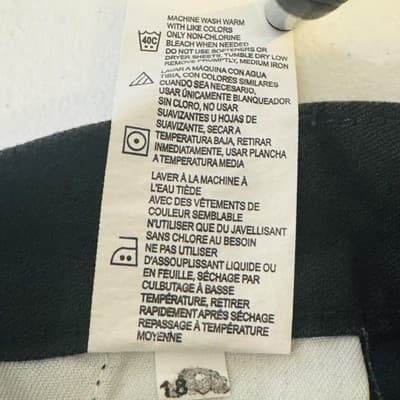 MACHINE WASH WARM
WITH LIKE COLORS
40C
ONLY NON-CHLORINE
BLEACH WHEN NEEDED
DO NOT USE SOFTENERS OR
DRYER SHEETS, TUMBLE DRY LOW
REMOVE PROMPTLY, MEDIUM IRON
LAVAR A MÁQUINA CON AGUA
TIBIA, CON COLORES SIMILARES
CUANDO SEA NECESARIO,
USAR ÚNICAMENTE BLANQUEADOR
SIN CLORO, NO USAR
SUAVIZANTES U HOJAS DE
SUAVIZANTE, SECAR A
TEMPERATURA BAJA, RETIRAR
INMEDIATAMENTE, USAR PLANCHA
A TEMPERATURA MEDIA
LAVER À LA MACHINE À
L'EAU TIÈDE
AVEC DES VÊTEMENTS DE
COULEUR SEMBLABLE
N'UTILISER QUE DU JAVELLISANT
SANS CHLORE AU BESOIN
NE PAS UTILISER
D'ASSOUPLISSANT LIQUIDE OU
EN FEUILLE, SÉCHAGE PAR
CULBUTAGE À BASSE
TEMPÉRATURE, RETIRER
RAPIDEMENT APRÈS SÉCHAGE
REPASSAGE À TEMPÉRATURE
MOYENNE
18